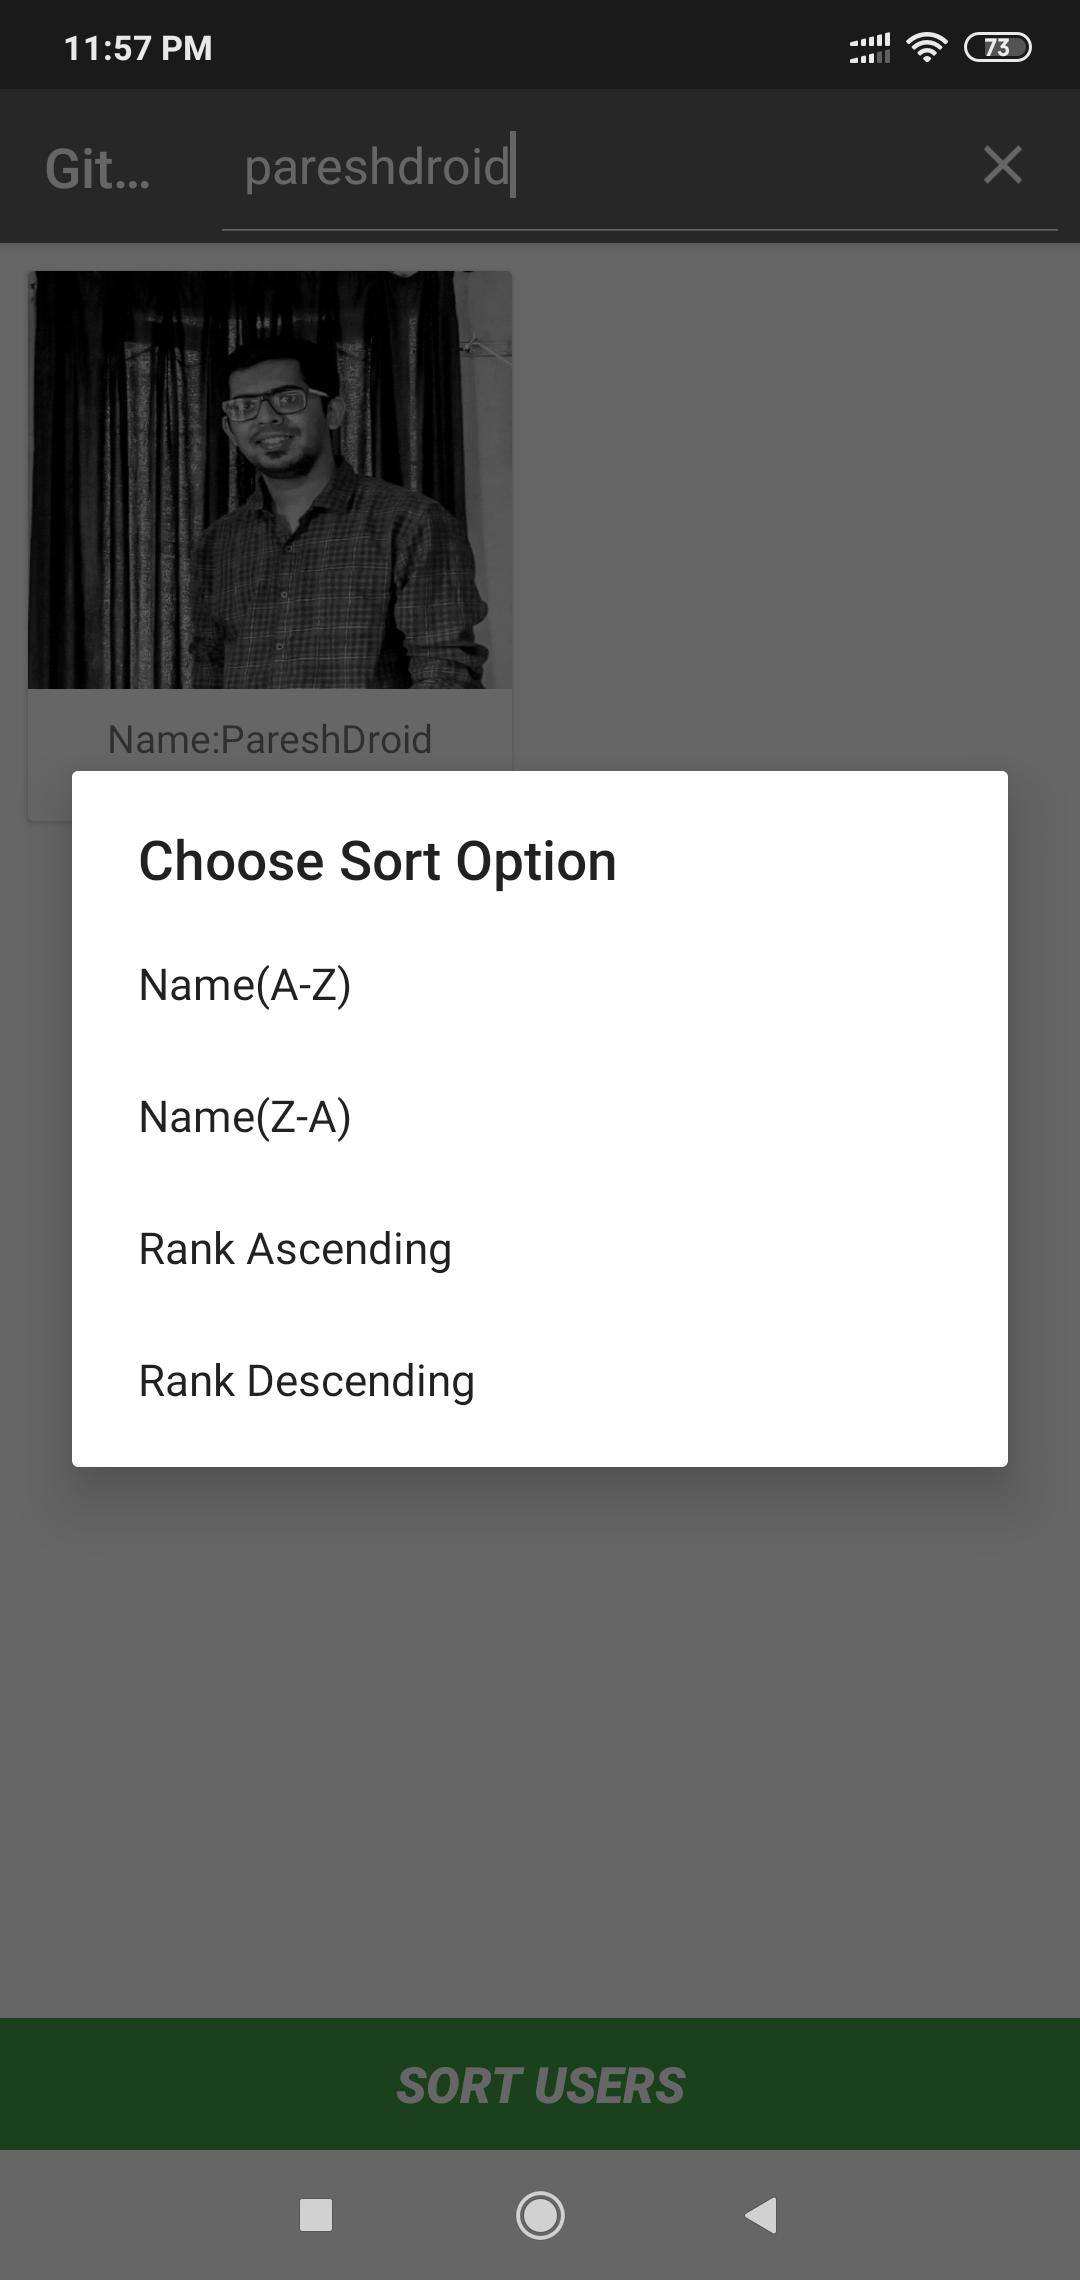 11:57 PM
73
Git...
pareshdroid
Name:PareshDroid
Choose Sort Option
Name(A-Z)
Name(Z-A)
Rank Ascending
Rank Descending
SORT USERS